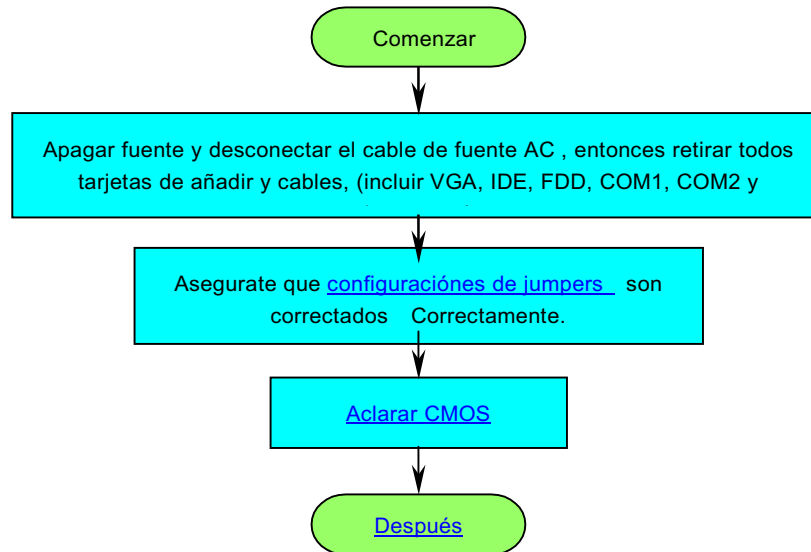 Comenzar
Apagar fuente y desconectar el cable de fuente AC , entonces retirar todos
tarjetas de añadir y cables, (incluir VGA, IDE, FDD, COM1, COM2 y
Asegurate que configuraciónes de jumpers son
correctados Correctamente.
Aclarar CMOS
Después